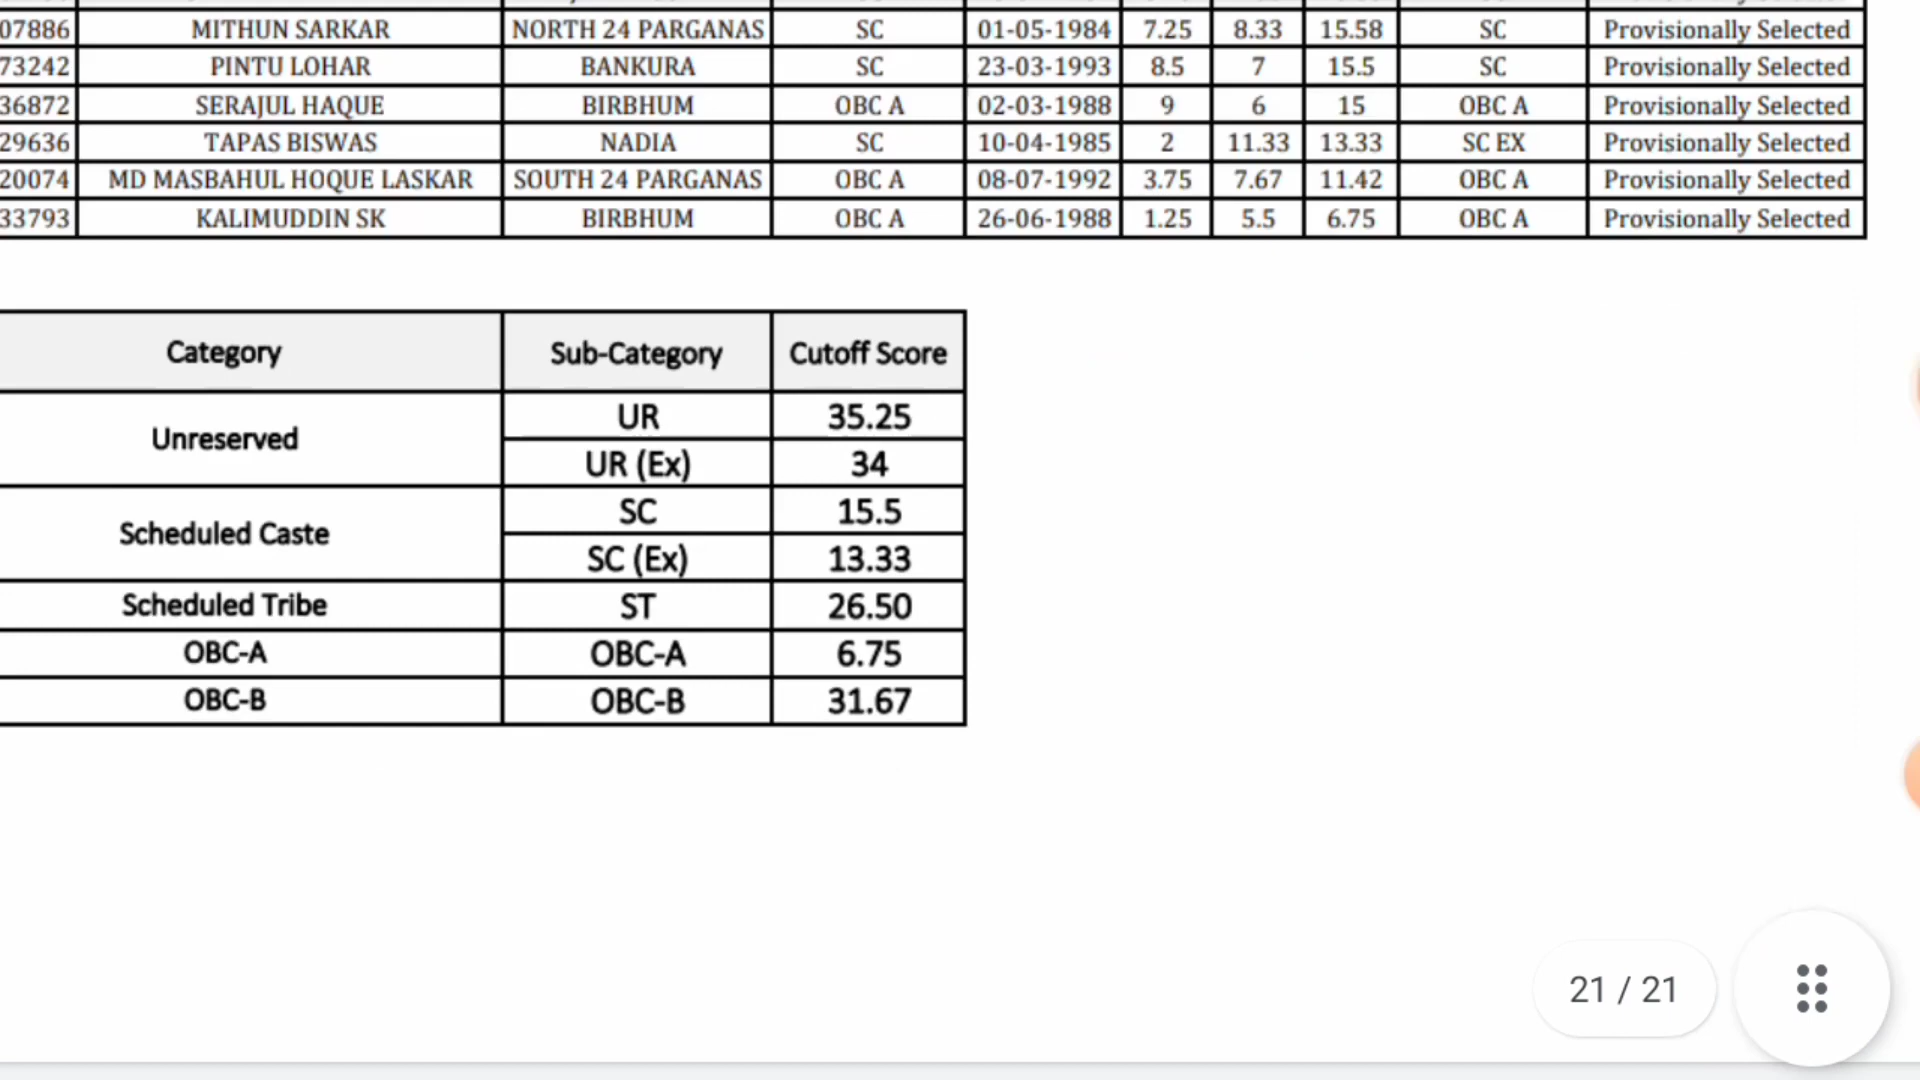 07886 MITHUN SARKAR NORTH 24 PARGANAS SC 01-05-1984 7.25 8.33 15.58 SC Provisionally Selected
73242 PINTU LOHAR BANKURA SC 23-03-1993 8.5 7 15.5 SC Provisionally Selected
36872 SERAJUL HAQUE BIRBHUM OBC A 02-03-1988 9 6 15 OBC A Provisionally Selected
29636 TAPAS BISWAS NADIA SC 10-04-1985 2 11.33 13.33 SC EX Provisionally Selected
20074 MD MASBAHUL HOQUE LASKAR SOUTH 24 PARGANAS OBC A 08-07-1992 3.75 7.67 11.42 OBC A Provisionally Selected
33793 KALIMUDDIN SK BIRBHUM OBC A 26-06-1988 1.25 5.5 6.75 OBC A Provisionally Selected
Category Sub-Category Cutoff Score
Unreserved UR 35.25
UR (Ex) 34
Scheduled Caste SC 15.5
SC (Ex) 13.33
Scheduled Tribe ST 26.50
OBC-A OBC-A 6.75
OBC-B OBC-B 31.67
21 / 21